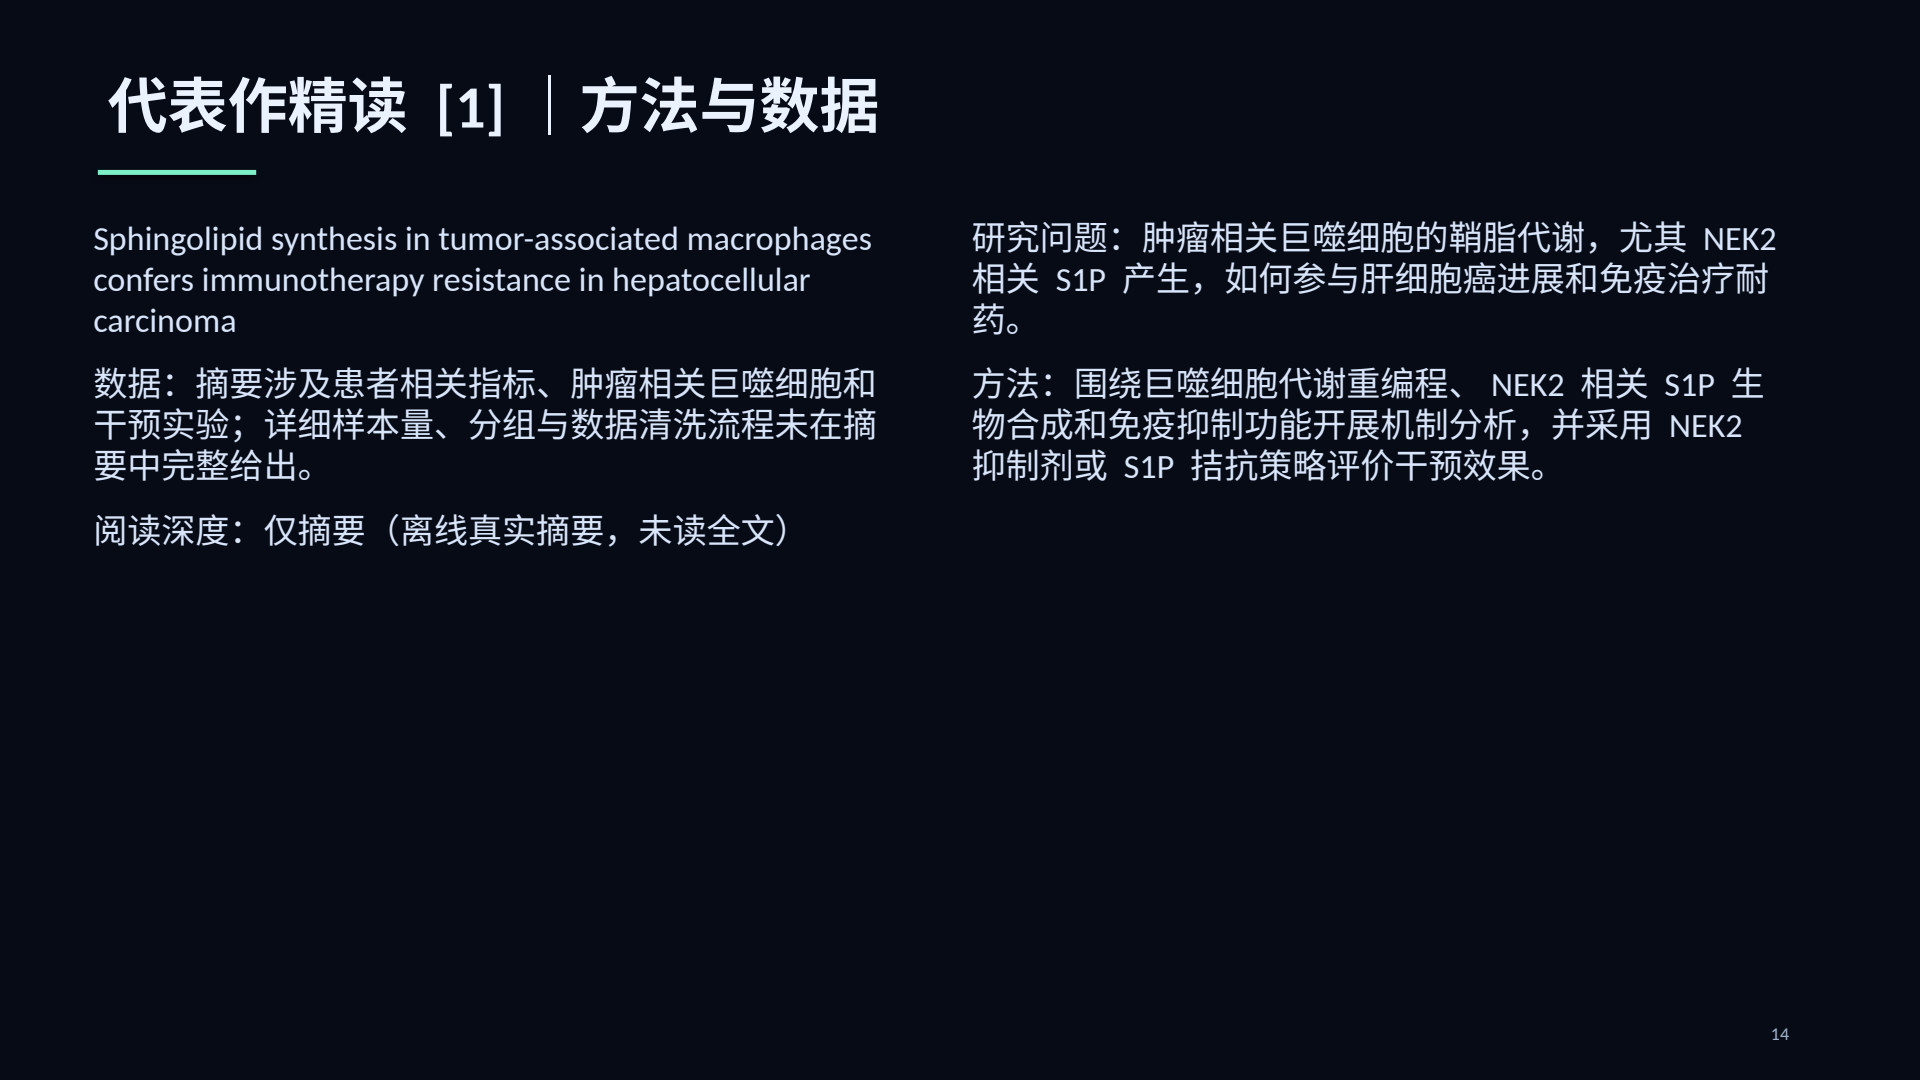 代表作精读 [1] ｜方法与数据
Sphingolipid synthesis in tumor-associated macrophages
confers immunotherapy resistance in hepatocellular
carcinoma
数据：摘要涉及患者相关指标、肿瘤相关巨噬细胞和
干预实验；详细样本量、分组与数据清洗流程未在摘
要中完整给出。
阅读深度：仅摘要（离线真实摘要，未读全文）
研究问题：肿瘤相关巨噬细胞的鞘脂代谢，尤其 NEK2
相关 S1P 产生，如何参与肝细胞癌进展和免疫治疗耐
药。
方法：围绕巨噬细胞代谢重编程、 NEK2 相关 S1P 生
物合成和免疫抑制功能开展机制分析，并采用 NEK2
抑制剂或 S1P 拮抗策略评价干预效果。
14